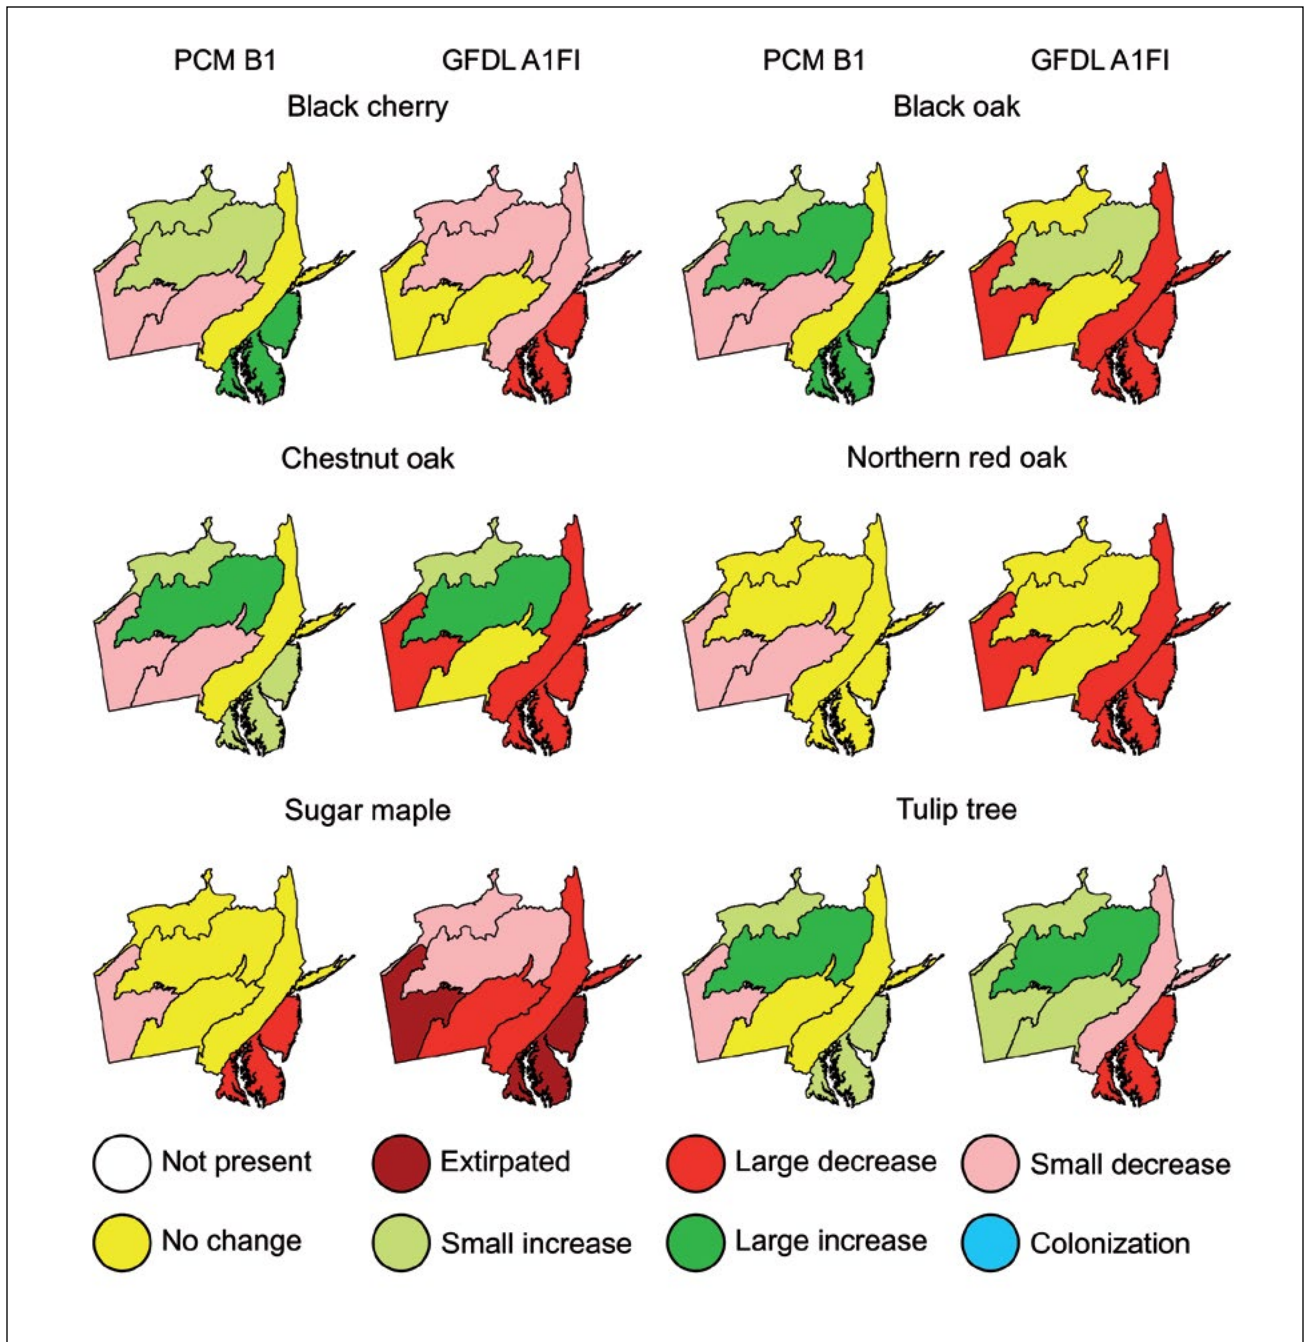 PCM B1 GFDL A1FI PCM B1 GFDL A1FI
Black cherry Black oak
Chestnut oak Northern red oak
Sugar maple Tulip tree
Not present Extirpated Large decrease Small decrease
No change Small increase Large increase Colonization